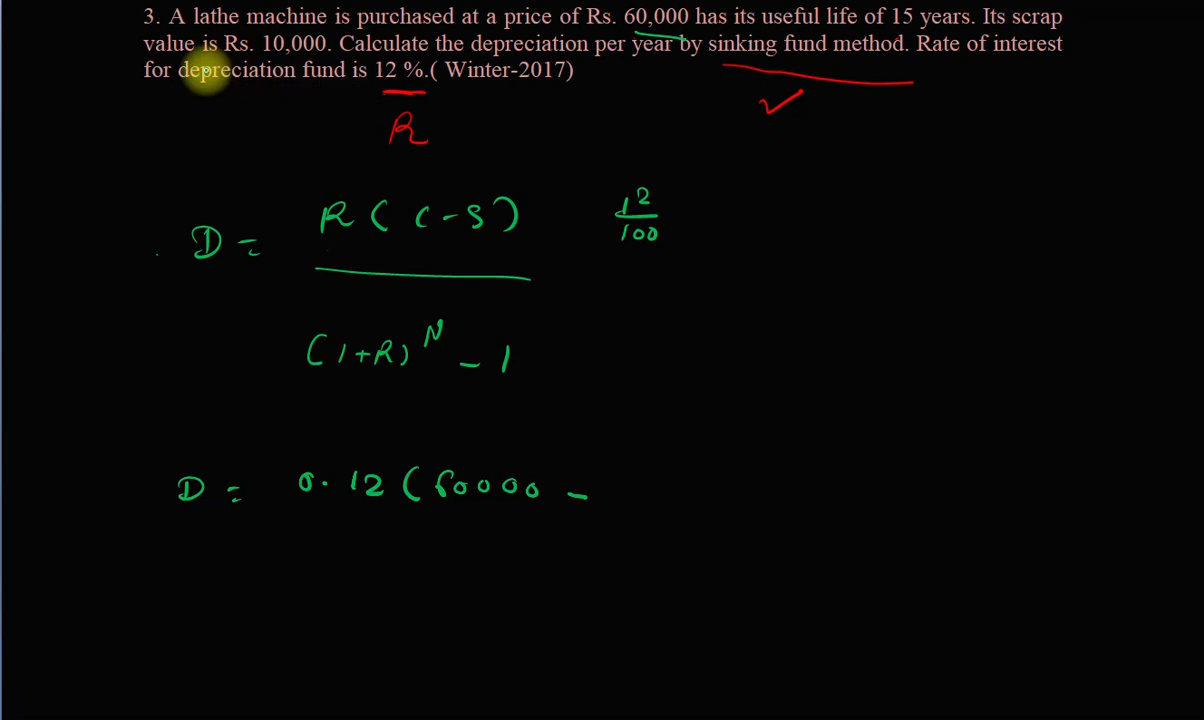 3. A lathe machine is purchased at a price of Rs. 60,000 has its useful life of 15 years. Its scrap
value is Rs. 10,000. Calculate the depreciation per year by sinking fund method. Rate of interest
for depreciation fund is 12 %.( Winter-2017)
R
D = R ( C - S )
12
100
(1+R)^N - 1
D = 0.12 ( 60000 -